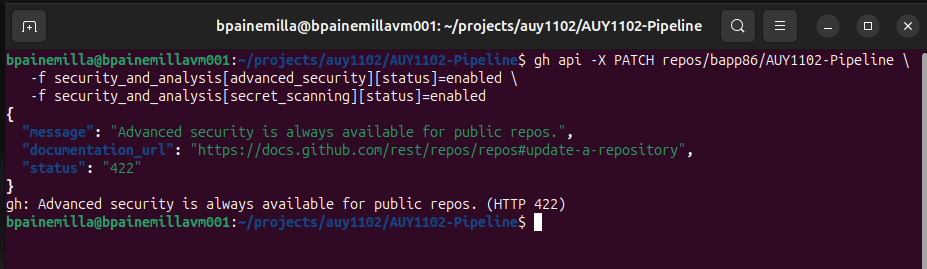 bpainemilla@bpainemillavm001: ~/projects/auy1102/AUY1102-Pipeline
bpainemilla@bpainemillavm001:~/projects/auy1102/AUY1102-Pipeline$ gh api -X PATCH repos/bapp86/AUY1102-Pipeline \
-f security_and_analysis[advanced_security][status]=enabled \
-f security_and_analysis[secret_scanning][status]=enabled
{
"message": "Advanced security is always available for public repos.",
"documentation_url": "https://docs.github.com/rest/repos/repos#update-a-repository",
"status": "422"
}
gh: Advanced security is always available for public repos. (HTTP 422)
bpainemilla@bpainemillavm001:~/projects/auy1102/AUY1102-Pipeline$